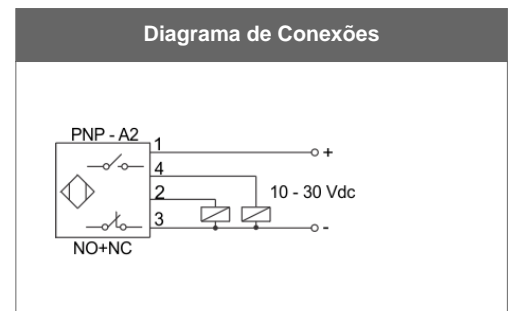 Diagrama de Conexões
PNP - A2
1
+
4
2
10 - 30 Vdc
3
-
NO+NC